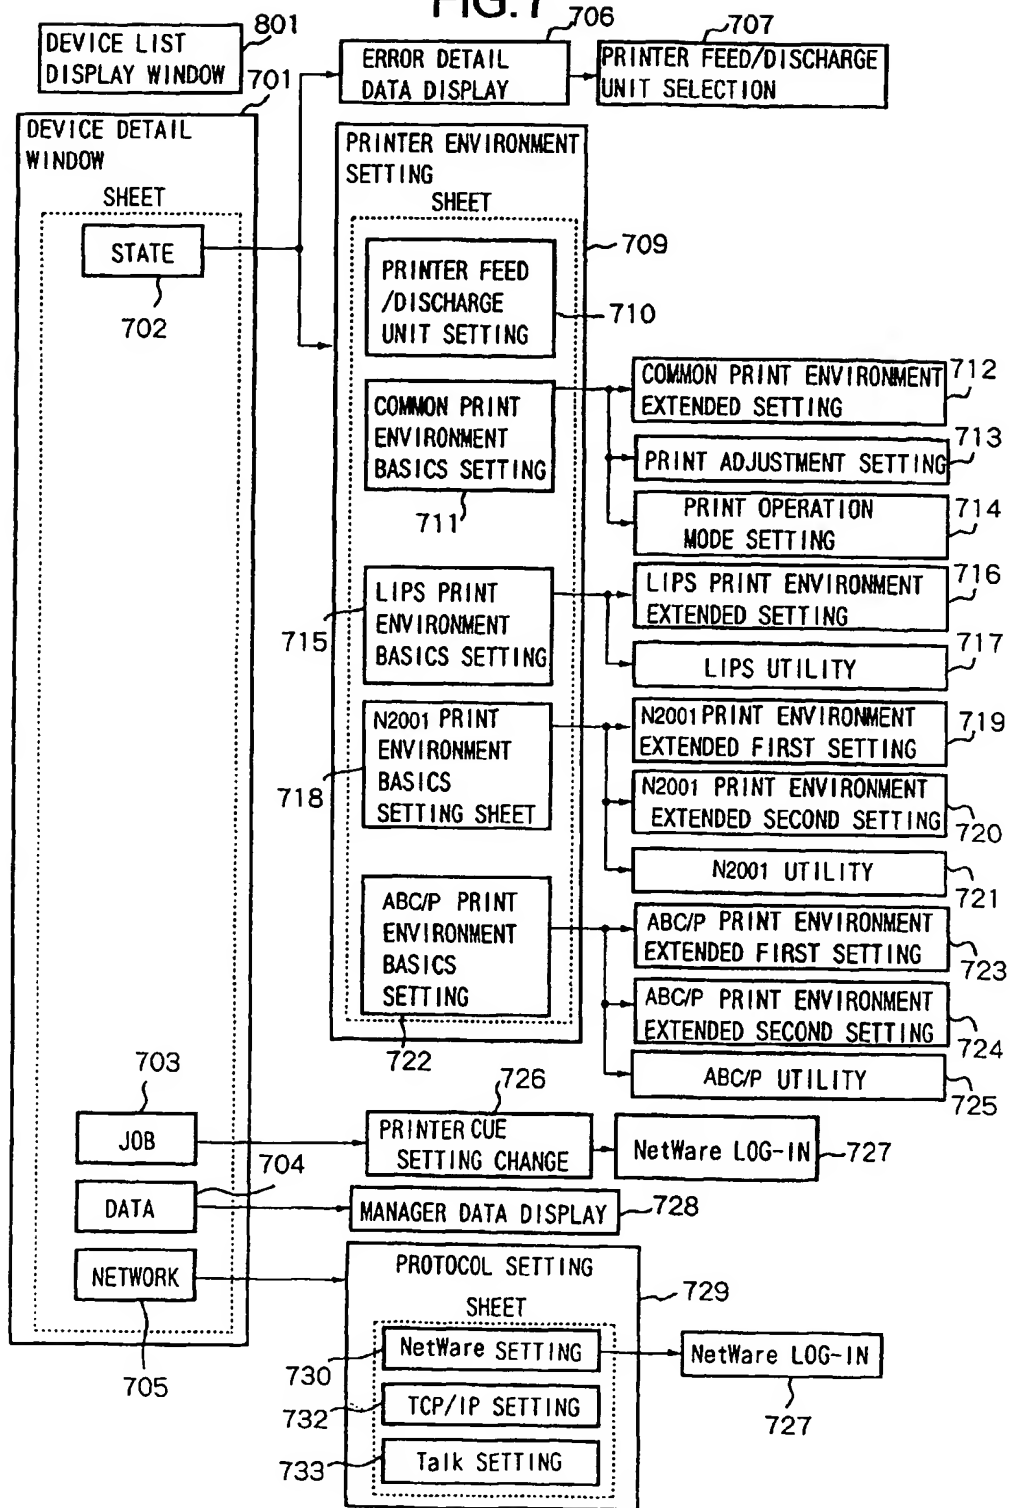 FIG.7
DEVICE LIST
DISPLAY WINDOW
801
ERROR DETAIL
DATA DISPLAY
706
PRINTER FEED/DISCHARGE
UNIT SELECTION
707
701
DEVICE DETAIL
WINDOW
SHEET
STATE
702
PRINTER ENVIRONMENT
SETTING
SHEET
709
PRINTER FEED
/DISCHARGE
UNIT SETTING
710
COMMON PRINT
ENVIRONMENT
BASICS SETTING
711
COMMON PRINT ENVIRONMENT
EXTENDED SETTING
712
PRINT ADJUSTMENT SETTING
713
PRINT OPERATION
MODE SETTING
714
LIPS PRINT
ENVIRONMENT
BASICS SETTING
715
LIPS PRINT ENVIRONMENT
EXTENDED SETTING
716
LIPS UTILITY
717
N2001 PRINT
ENVIRONMENT
BASICS
SETTING SHEET
718
N2001 PRINT ENVIRONMENT
EXTENDED FIRST SETTING
719
N2001 PRINT ENVIRONMENT
EXTENDED SECOND SETTING
720
N2001 UTILITY
721
ABC/P PRINT
ENVIRONMENT
BASICS
SETTING
722
ABC/P PRINT ENVIRONMENT
EXTENDED FIRST SETTING
723
ABC/P PRINT ENVIRONMENT
EXTENDED SECOND SETTING
724
ABC/P UTILITY
725
703
JOB
726
PRINTER CUE
SETTING CHANGE
NetWare LOG-IN
727
704
DATA
MANAGER DATA DISPLAY
728
NETWORK
705
PROTOCOL SETTING
729
SHEET
NetWare SETTING
730
NetWare LOG-IN
727
TCP/IP SETTING
732
Talk SETTING
733